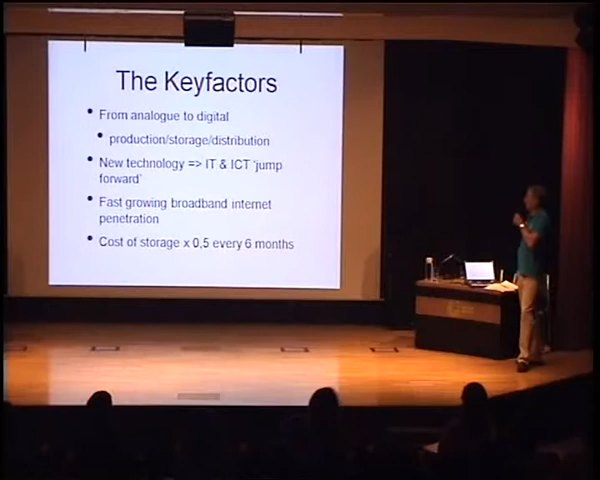 The Keyfactors
• From analogue to digital
• production/storage/distribution
• New technology => IT & ICT 'jump
forward'
• Fast growing broadband internet
penetration
• Cost of storage x 0,5 every 6 months